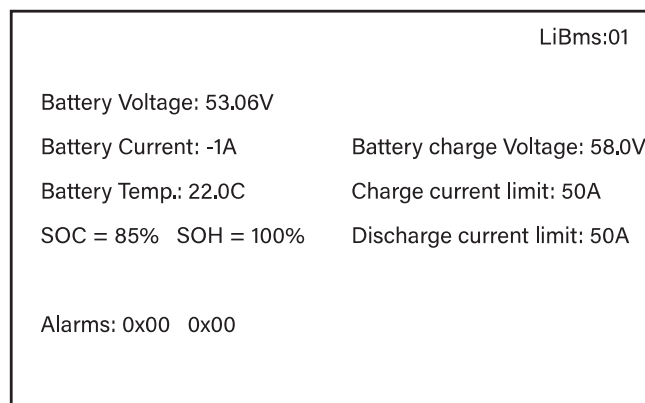 LiBms:01
Battery Voltage: 53.06V
Battery Current: -1A Battery charge Voltage: 58.0V
Battery Temp.: 22.0C Charge current limit: 50A
SOC = 85% SOH = 100% Discharge current limit: 50A
Alarms: 0x00 0x00